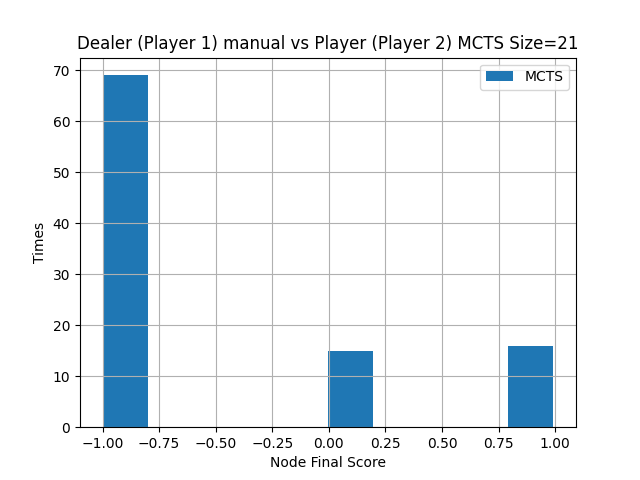 Dealer (Player 1) manual vs Player (Player 2) MCTS Size=21
MCTS
70
60
50
40
30
20
10
0
Times
−1.00 −0.75 −0.50 −0.25 0.00 0.25 0.50 0.75 1.00
Node Final Score